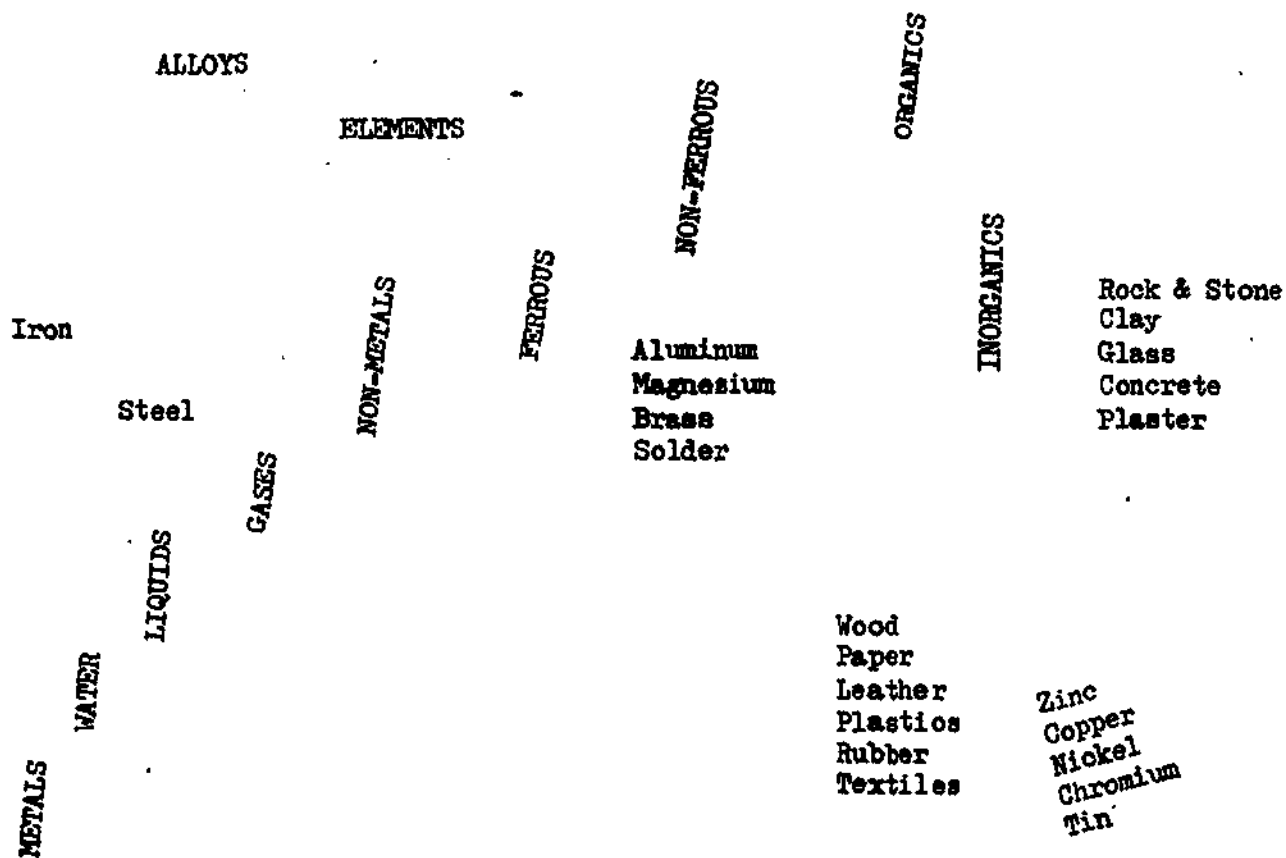 ALLOYS
ELEMENTS
ORGANICS
NON-FERROUS
INORGANICS
FERROUS
NON-METALS
Iron
Steel
Aluminum
Magnesium
Brass
Solder
Rock & Stone
Clay
Glass
Concrete
Plaster
GASES
LIQUIDS
WATER
METALS
Wood
Paper
Leather
Plastics
Rubber
Textiles
Zinc
Copper
Nickel
Chromium
Tin